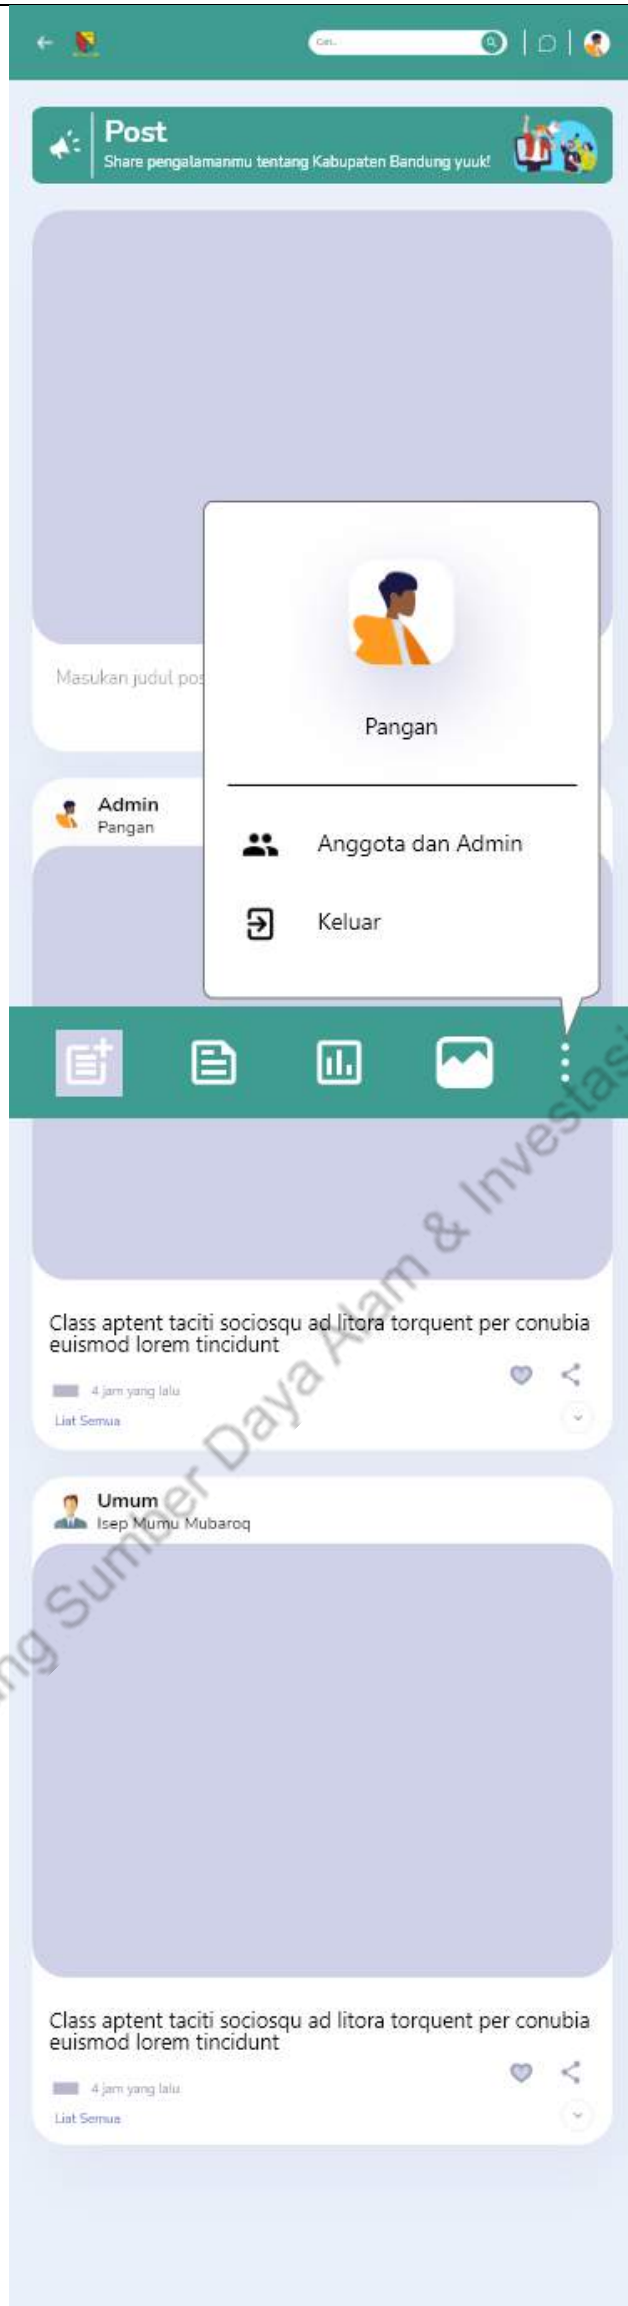 Cari...
Post
Share pengalamanmu tentang Kabupaten Bandung yuuk!
Masukan judul pos
Pangan
Anggota dan Admin
Keluar
Admin
Pangan
Class aptent taciti sociosqu ad litora torquent per conubia
euismod lorem tincidunt
4 jam yang lalu
Liat Semua
Umum
Isep Mumu Mubaroq
Class aptent taciti sociosqu ad litora torquent per conubia
euismod lorem tincidunt
4 jam yang lalu
Liat Semua
ng Sumber Daya Alam & Investasi